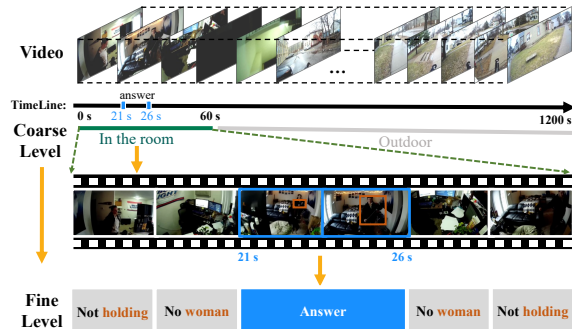 Video
...
answer
TimeLine:
21 s 26 s
0 s 60 s 1200 s
Coarse Level
In the room Outdoor
21 s 26 s
Fine Level
Not holding No woman Answer No woman Not holding